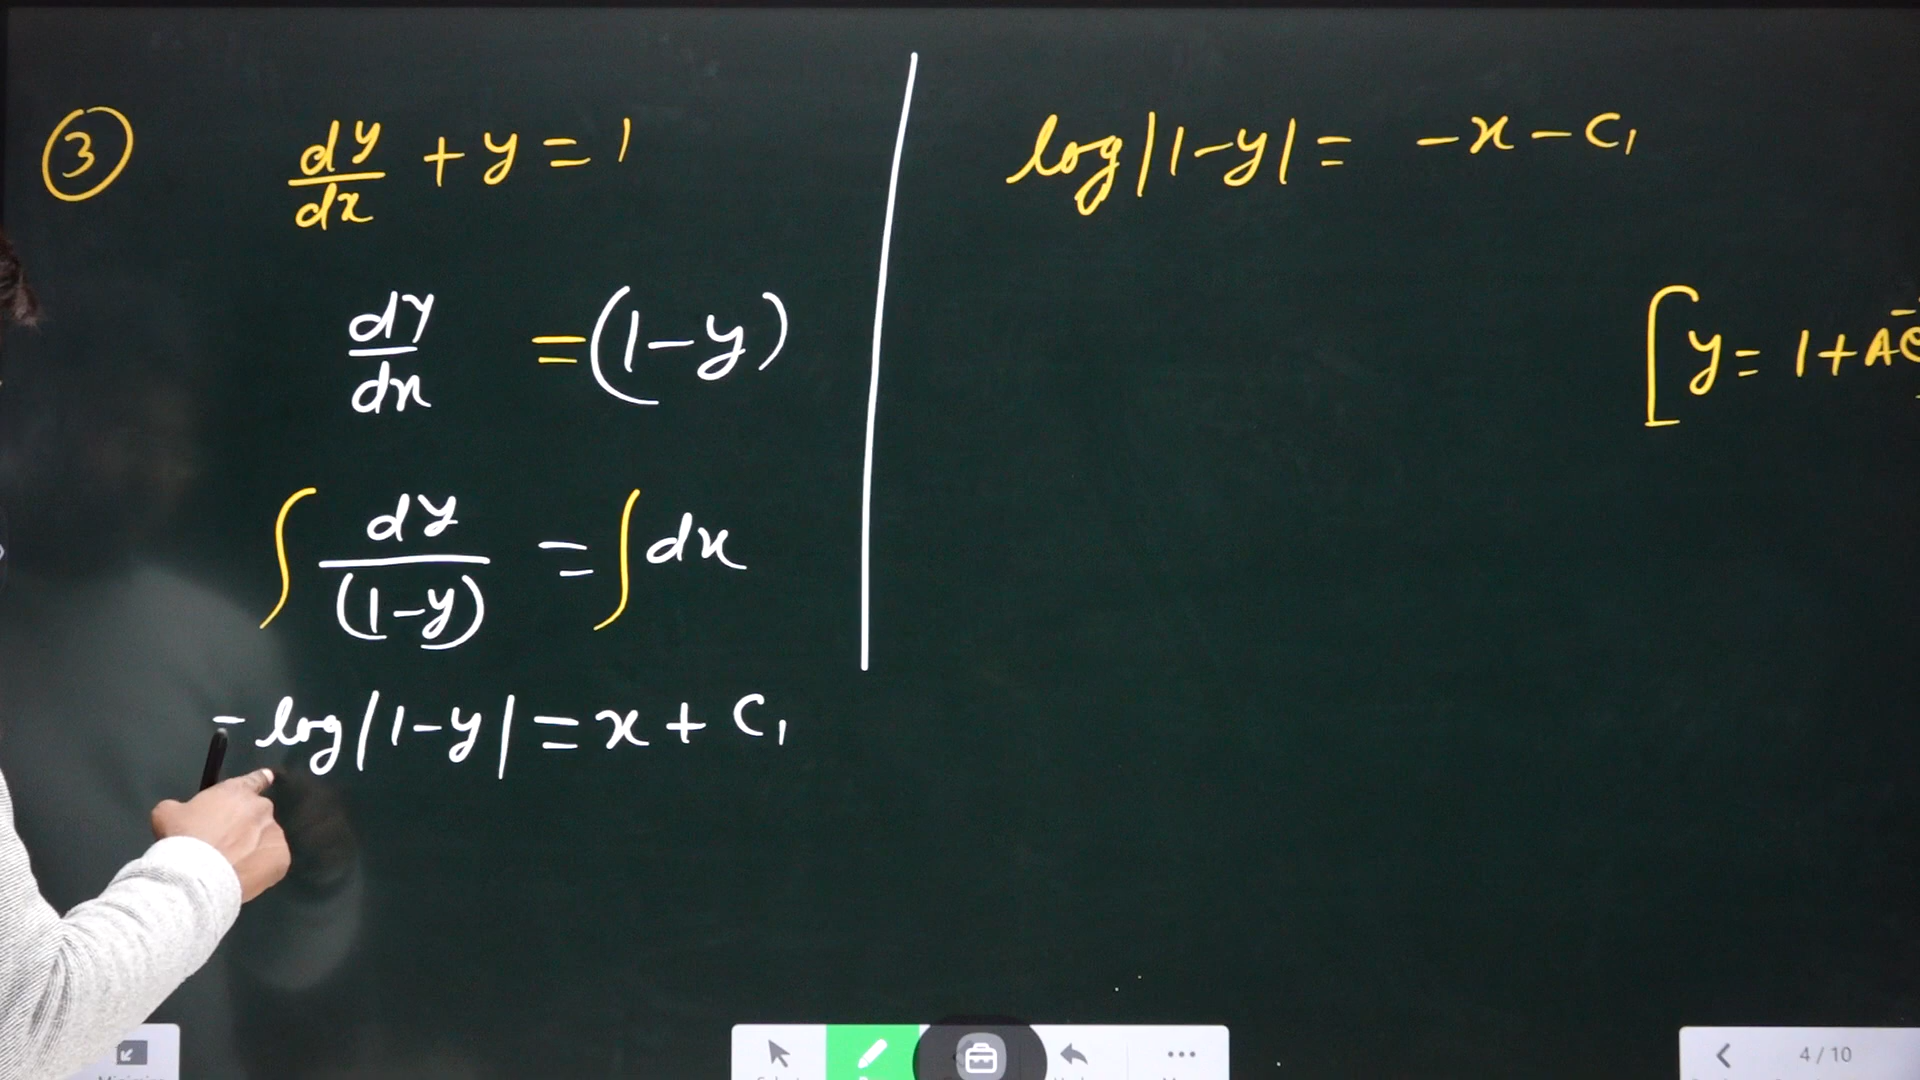 3 dy/dx + y = 1
dy/dx = (1-y)
∫ dy/(1-y) = ∫ dx
-log|1-y| = x + C₁
log|1-y| = -x - C₁
[y = 1 + Ae⁻
4 / 10